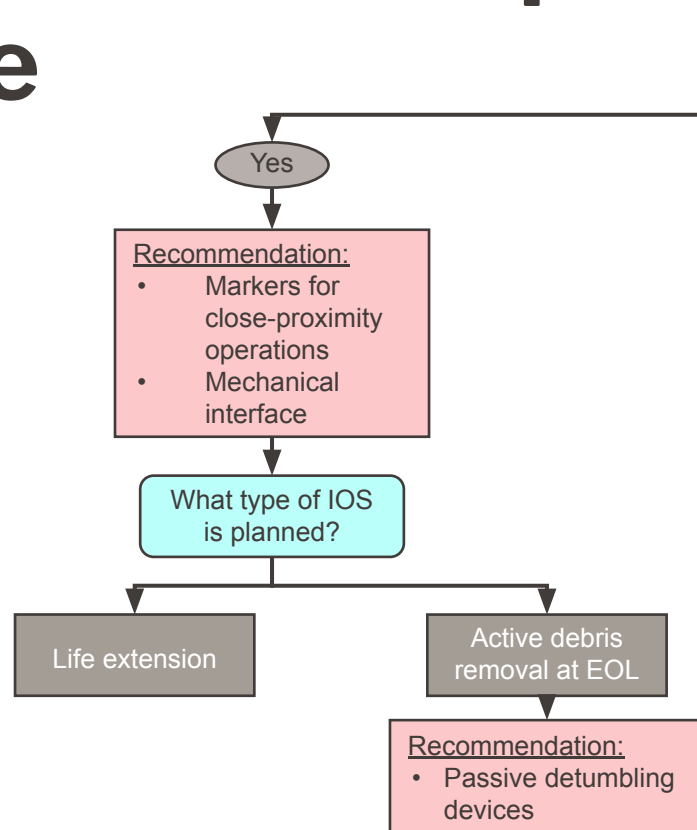 e
Yes
Recommendation:
• Markers for
close-proximity
operations
• Mechanical
interface
What type of IOS
is planned?
Life extension
Active debris
removal at EOL
Recommendation:
• Passive detumbling
devices